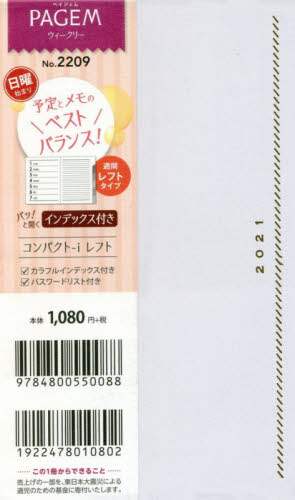 ペイジェム
PAGEM
ウィークリー
No.2209
日曜
始まり
予定とメモの
ベスト
バランス!
週間
レフト
タイプ
パッ!
と開く
インデックス付き
コンパクト-i レフト
カラフルインデックス付き
パスワードリスト付き
本体 1,080 円+税
9784800550088
1922478010802
この1冊からできること
売上げの一部を、東日本大震災による
遺児のための基金に寄付いたします。
2021